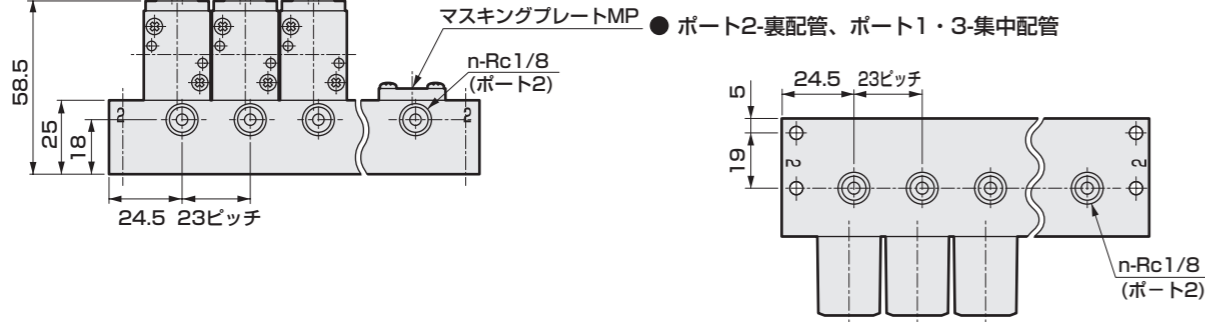 マスキングプレートMP
● ポート2-裏配管、ポート1・3-集中配管
n-Rc1/8
(ポート2)
58.5
25
18
2
2
24.5 23ピッチ
24.5 23ピッチ
5
19
2
2
n-Rc1/8
(ポート2)